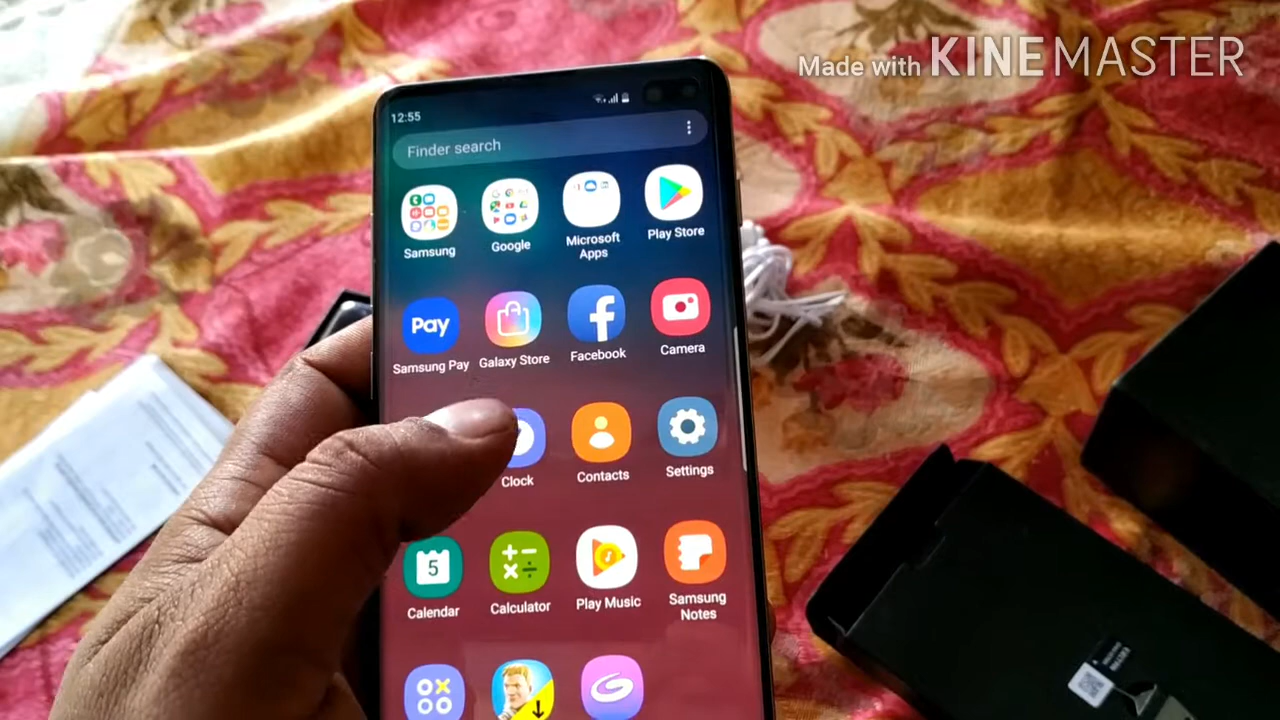 Made with KINEMASTER
12:55
Finder search
Samsung
Google
Microsoft
Apps
Play Store
Pay
Samsung Pay
Galaxy Store
Facebook
Camera
Clock
Contacts
Settings
5
Calendar
Calculator
Play Music
Samsung
Notes